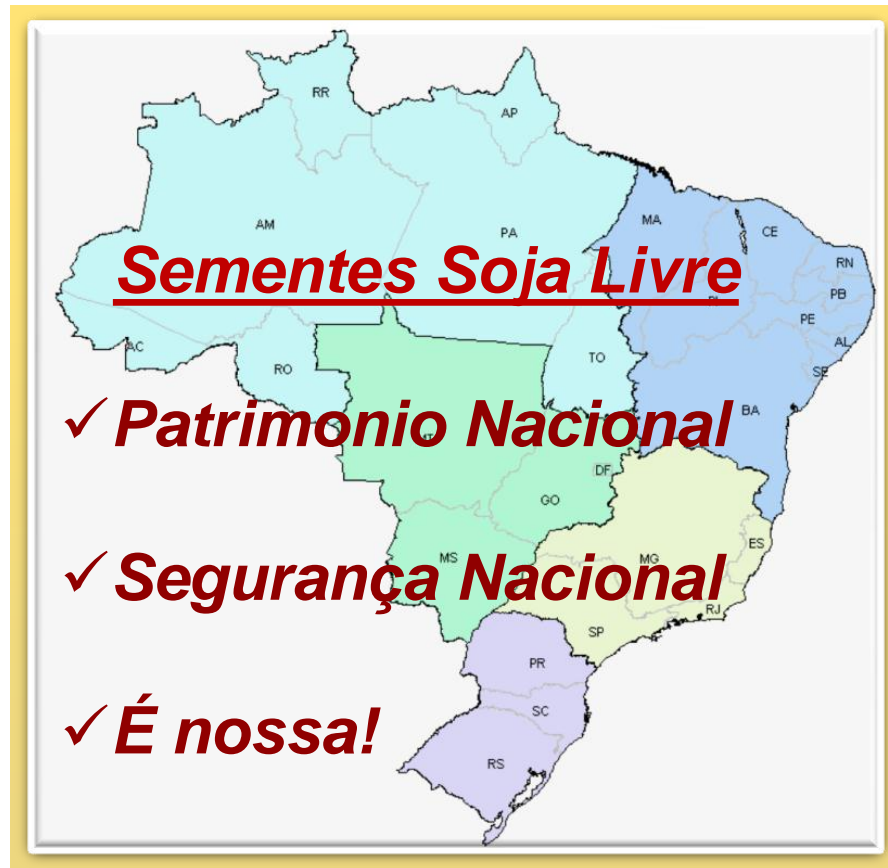 RR
AP
AM
PA
MA
CE
Sementes Soja Livre
RN
PB
PE
AL
SE
AC
RO
TO
✓ Patrimonio Nacional
BA
DF
GO
MS
MG
ES
✓ Segurança Nacional
RJ
SP
PR
SC
✓ É nossa!
RS